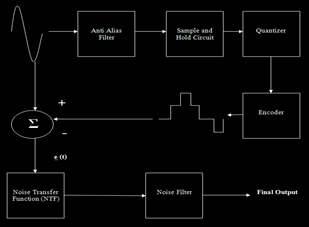 Anti Alias
Filter
Sample and
Hold Circuit
Quantizer
Encoder
+
Σ
−
e (t)
Noise Transfer
Function (NTF)
Noise Filter
Final Output